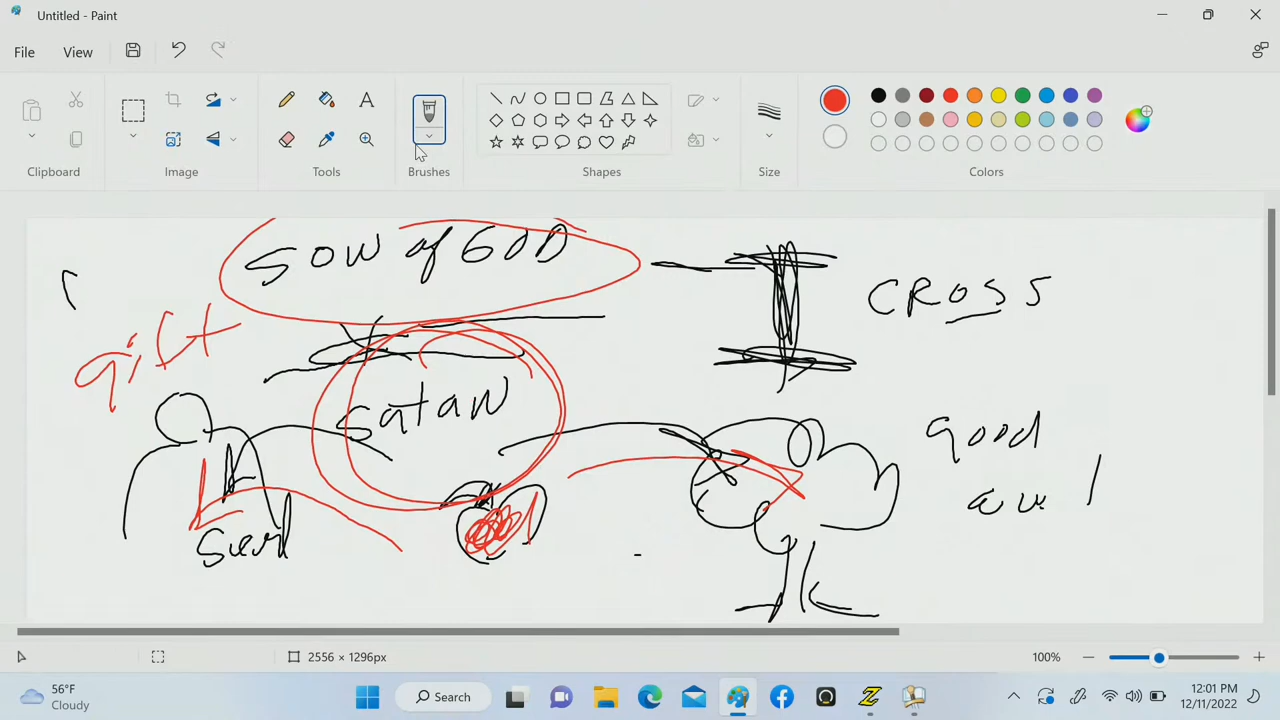 Untitled - Paint
File View
Clipboard
Image
Tools
Brushes
Shapes
Size
Colors
SON of GOD
CROSS
gift
satan
good
2556 × 1296px
100%
56°F
Cloudy
Search
12:01 PM
12/11/2022